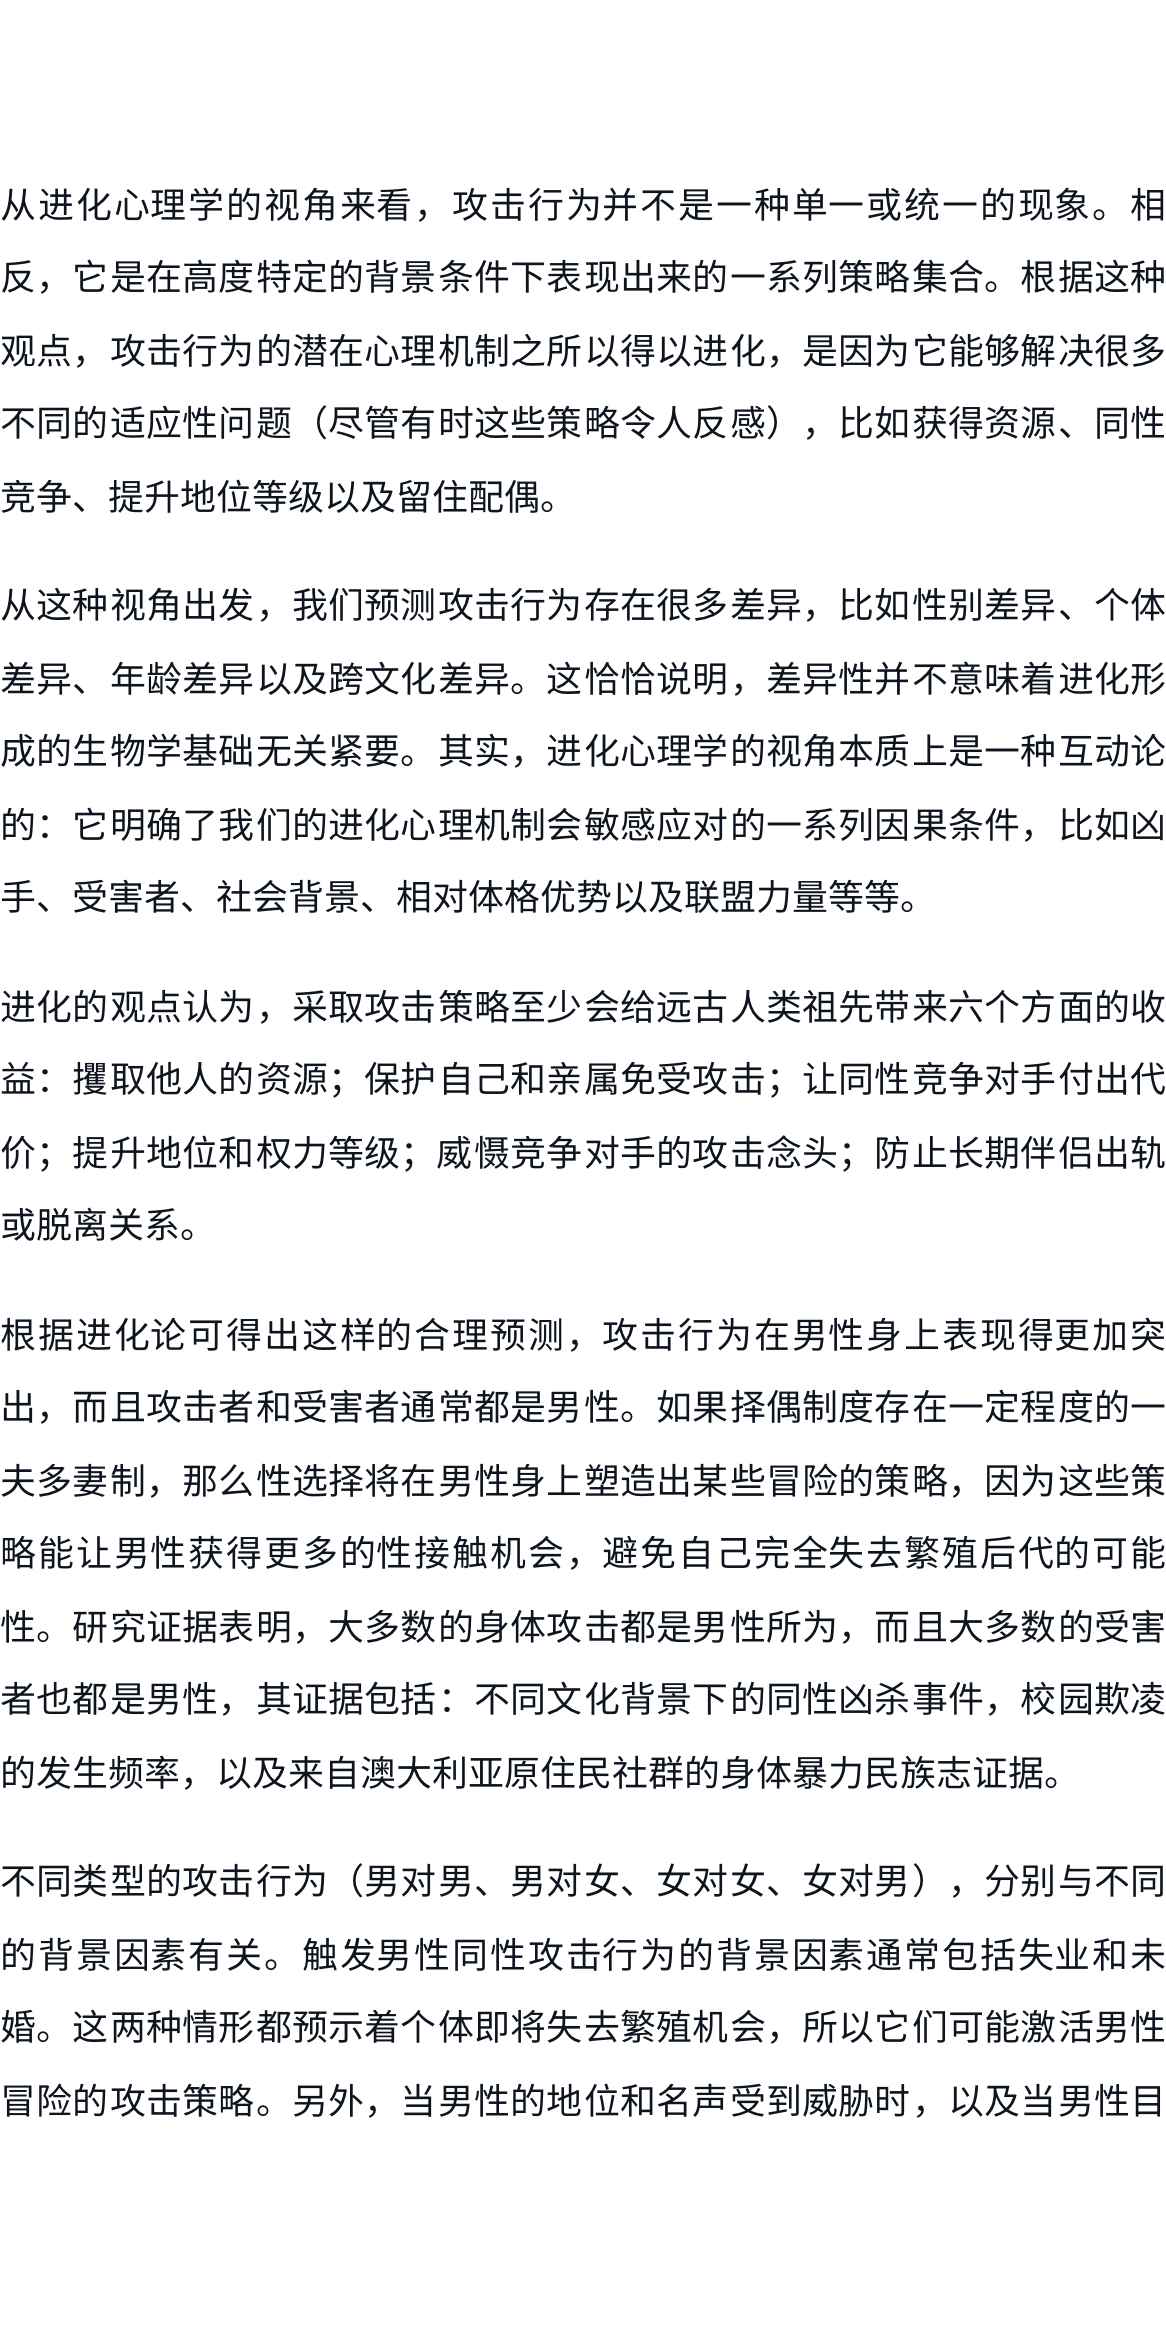 从进化心理学的视角来看，攻击行为并不是一种单一或统一的现象。相
反，它是在高度特定的背景条件下表现出来的一系列策略集合。根据这种
观点，攻击行为的潜在心理机制之所以得以进化，是因为它能够解决很多
不同的适应性问题（尽管有时这些策略令人反感），比如获得资源、同性
竞争、提升地位等级以及留住配偶。
从这种视角出发，我们预测攻击行为存在很多差异，比如性别差异、个体
差异、年龄差异以及跨文化差异。这恰恰说明，差异性并不意味着进化形
成的生物学基础无关紧要。其实，进化心理学的视角本质上是一种互动论
的：它明确了我们的进化心理机制会敏感应对的一系列因果条件，比如凶
手、受害者、社会背景、相对体格优势以及联盟力量等等。
进化的观点认为，采取攻击策略至少会给远古人类祖先带来六个方面的收
益：攫取他人的资源；保护自己和亲属免受攻击；让同性竞争对手付出代
价；提升地位和权力等级；威慑竞争对手的攻击念头；防止长期伴侣出轨
或脱离关系。
根据进化论可得出这样的合理预测，攻击行为在男性身上表现得更加突
出，而且攻击者和受害者通常都是男性。如果择偶制度存在一定程度的一
夫多妻制，那么性选择将在男性身上塑造出某些冒险的策略，因为这些策
略能让男性获得更多的性接触机会，避免自己完全失去繁殖后代的可能
性。研究证据表明，大多数的身体攻击都是男性所为，而且大多数的受害
者也都是男性，其证据包括：不同文化背景下的同性凶杀事件，校园欺凌
的发生频率，以及来自澳大利亚原住民社群的身体暴力民族志证据。
不同类型的攻击行为（男对男、男对女、女对女、女对男），分别与不同
的背景因素有关。触发男性同性攻击行为的背景因素通常包括失业和未
婚。这两种情形都预示着个体即将失去繁殖机会，所以它们可能激活男性
冒险的攻击策略。另外，当男性的地位和名声受到威胁时，以及当男性目